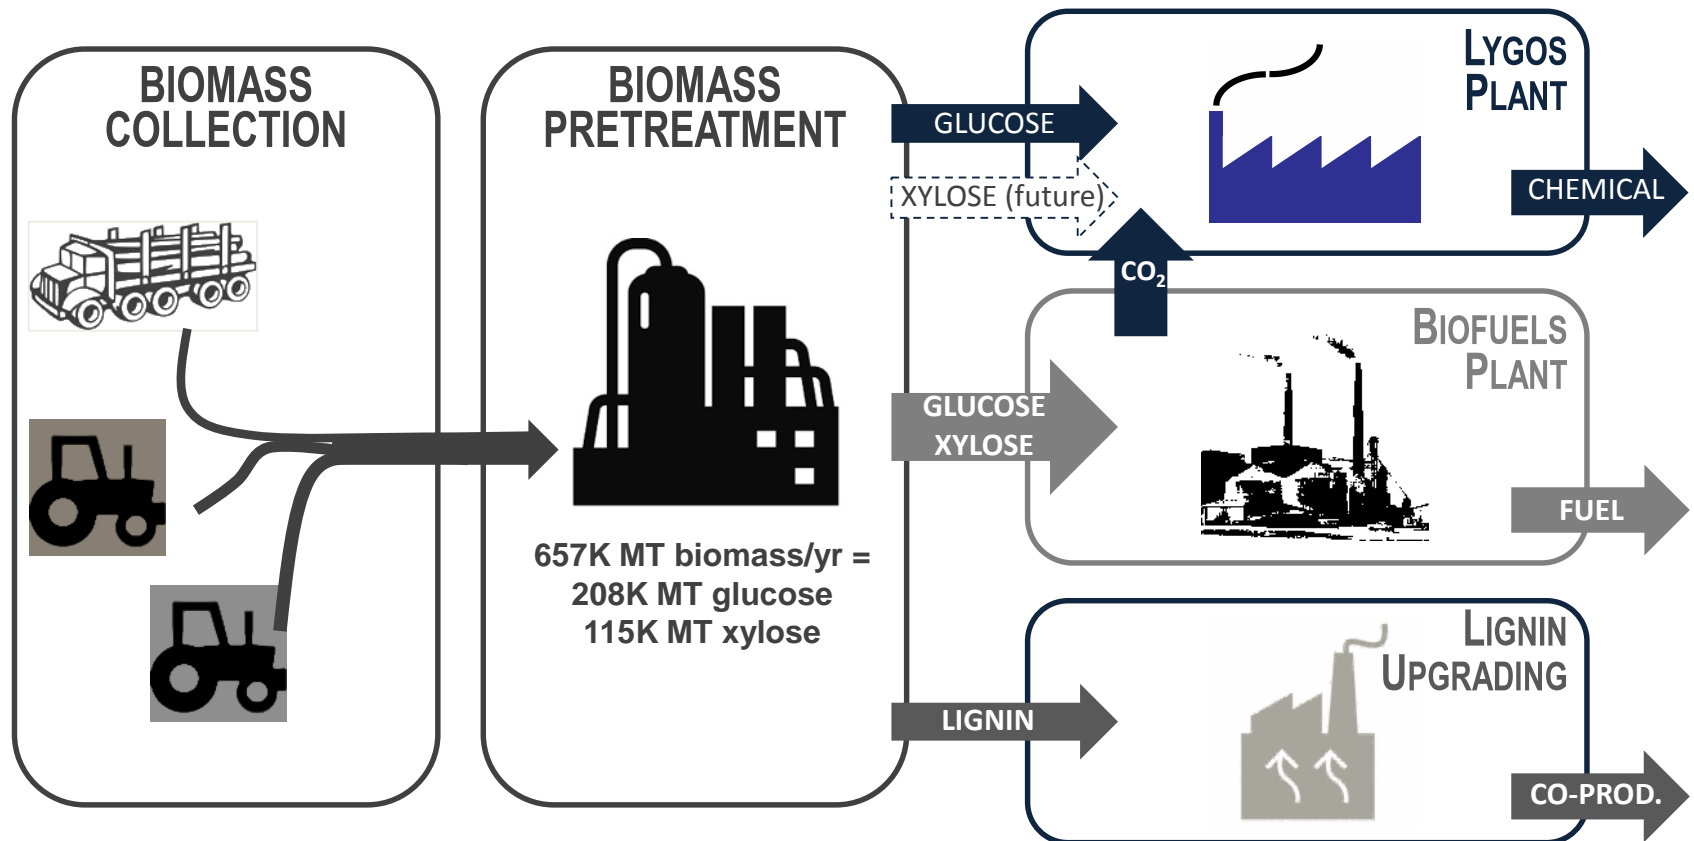 BIOMASS
COLLECTION
BIOMASS
PRETREATMENT
657K MT biomass/yr =
208K MT glucose
115K MT xylose
GLUCOSE
XYLOSE (future)
LYGOS
PLANT
CHEMICAL
CO₂
BIOFUELS
PLANT
GLUCOSE
XYLOSE
FUEL
LIGNIN
UPGRADING
LIGNIN
CO-PROD.